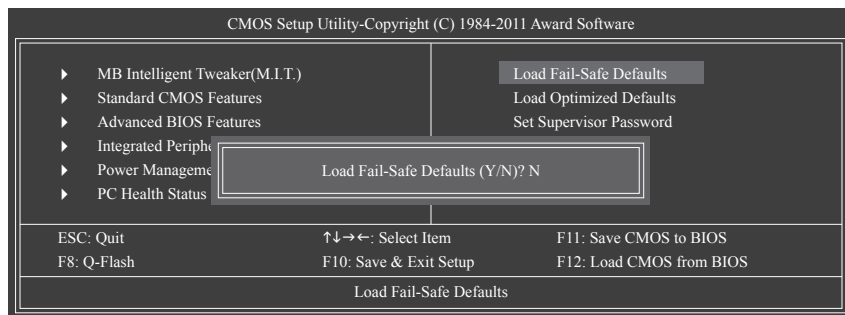 CMOS Setup Utility-Copyright (C) 1984-2011 Award Software
MB Intelligent Tweaker(M.I.T.)
Standard CMOS Features
Advanced BIOS Features
Integrated Periphe
Power Manageme
PC Health Status
Load Fail-Safe Defaults
Load Optimized Defaults
Set Supervisor Password
Load Fail-Safe Defaults (Y/N)? N
ESC: Quit ↑↓→←: Select Item F11: Save CMOS to BIOS
F8: Q-Flash F10: Save & Exit Setup F12: Load CMOS from BIOS
Load Fail-Safe Defaults